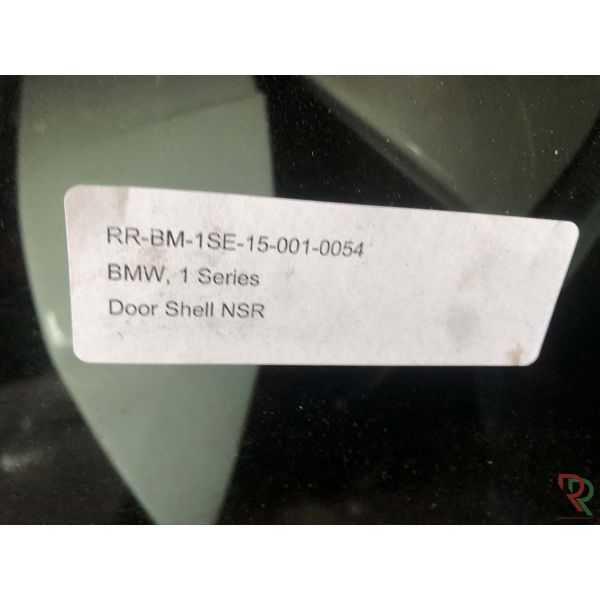 RR-BM-1SE-15-001-0054
BMW, 1 Series
Door Shell NSR